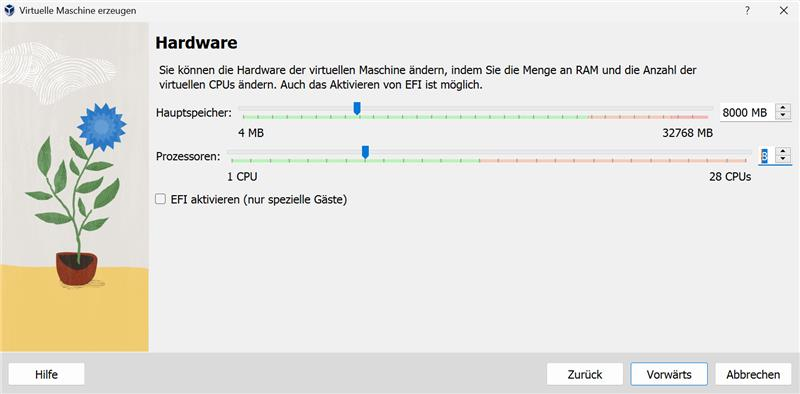 Virtuelle Maschine erzeugen
?
Hardware
Sie können die Hardware der virtuellen Maschine ändern, indem Sie die Menge an RAM und die Anzahl der
virtuellen CPUs ändern. Auch das Aktivieren von EFI ist möglich.
Hauptspeicher:
8000 MB
4 MB
32768 MB
Prozessoren:
8
1 CPU
28 CPUs
EFI aktivieren (nur spezielle Gäste)
Hilfe
Zurück
Vorwärts
Abbrechen